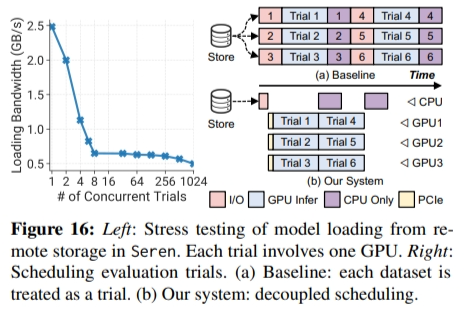 Loading Bandwidth (GB/s)
2.5
2.0
1.5
1.0
0.5
1 2 4 8 16 64 256 1024
# of Concurrent Trials
Store
1 Trial 1 1 4 Trial 4 4
2 Trial 2 2 5 Trial 5 5
3 Trial 3 3 6 Trial 6 6
(a) Baseline Time
Store
CPU
Trial 1 Trial 4 GPU1
Trial 2 Trial 5 GPU2
Trial 3 Trial 6 GPU3
(b) Our System
I/O GPU Infer CPU Only PCIe
Figure 16: Left: Stress testing of model loading from re-
mote storage in Seren. Each trial involves one GPU. Right:
Scheduling evaluation trials. (a) Baseline: each dataset is
treated as a trial. (b) Our system: decoupled scheduling.